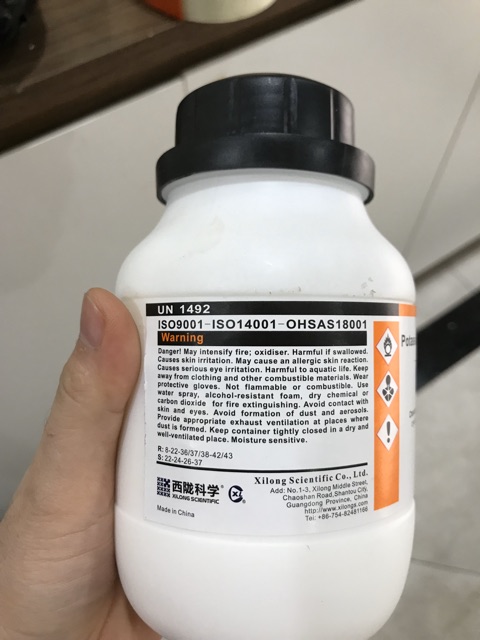 UN 1492
ISO9001-ISO14001-OHSAS18001
Warning
Danger! May intensify fire; oxidiser. Harmful if swallowed.
Causes skin irritation. May cause an allergic skin reaction.
Causes serious eye irritation. Harmful to aquatic life. Keep
away from clothing and other combustible materials. Wear
protective gloves. Not flammable or combustible. Use
water spray, alcohol-resistant foam, dry chemical or
carbon dioxide for fire extinguishing. Avoid contact with
skin and eyes. Avoid formation of dust and aerosols.
Provide appropriate exhaust ventilation at places where
dust is formed. Keep container tightly closed in a dry and
well-ventilated place. Moisture sensitive.
R: 8-22-36/37/38-42/43
S: 22-24-26-37
西陇科学®
XILONG SCIENTIFIC
Made in China
Xilong Scientific Co., Ltd.
Add: No.1-3, Xilong Middle Street,
Chaoshan Road, Shantou City,
Guangdong Province, China
http://www.xilongs.com
Tel: +86-754-82481166